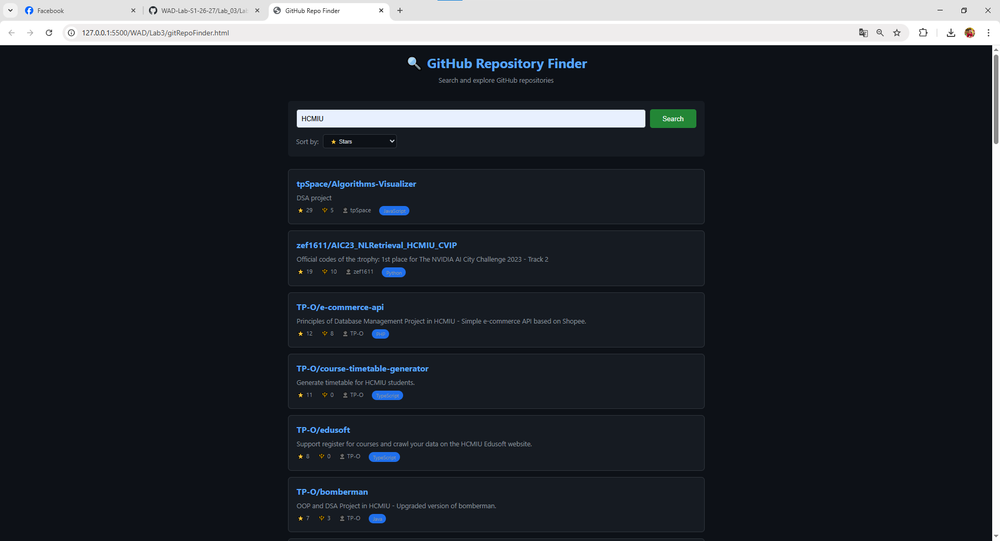 Facebook
WAD-Lab-S1-26-27/Lab_03/Lab
GitHub Repo Finder
127.0.0.1:5500/WAD/Lab3/gitRepoFinder.html
GitHub Repository Finder
Search and explore GitHub repositories
HCMIU
Search
Sort by:
Stars
tpSpace/Algorithms-Visualizer
DSA project
29 5 tpSpace JavaScript
zef1611/AIC23_NLRetrieval_HCMIU_CVIP
Official codes of the :trophy: 1st place for The NVIDIA AI City Challenge 2023 - Track 2
19 10 zef1611 Python
TP-O/e-commerce-api
Principles of Database Management Project in HCMIU - Simple e-commerce API based on Shopee.
12 8 TP-O PHP
TP-O/course-timetable-generator
Generate timetable for HCMIU students.
11 0 TP-O TypeScript
TP-O/edusoft
Support register for courses and crawl your data on the HCMIU Edusoft website.
8 0 TP-O TypeScript
TP-O/bomberman
OOP and DSA Project in HCMIU - Upgraded version of bomberman.
7 3 TP-O Java